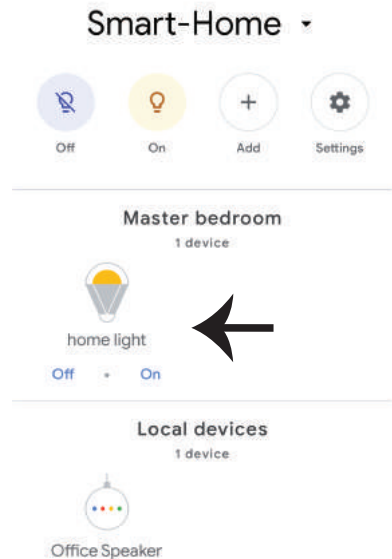 Smart-Home
Off On Add Settings
Master bedroom
1 device
home light
Off • On
Local devices
1 device
Office Speaker